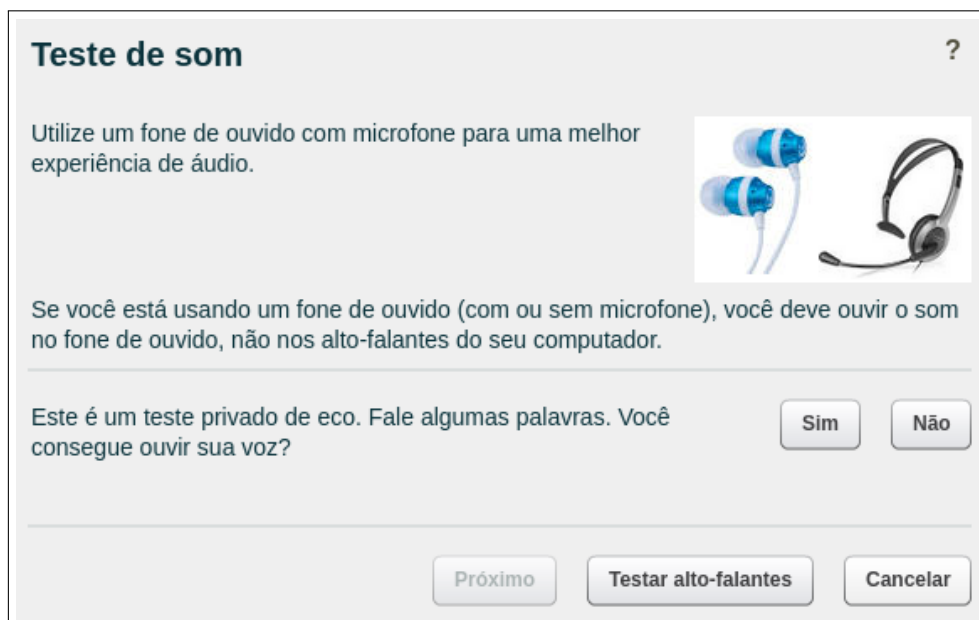 Teste de som
?
Utilize um fone de ouvido com microfone para uma melhor
experiência de áudio.
Se você está usando um fone de ouvido (com ou sem microfone), você deve ouvir o som
no fone de ouvido, não nos alto-falantes do seu computador.
Este é um teste privado de eco. Fale algumas palavras. Você
consegue ouvir sua voz?
Sim
Não
Próximo
Testar alto-falantes
Cancelar